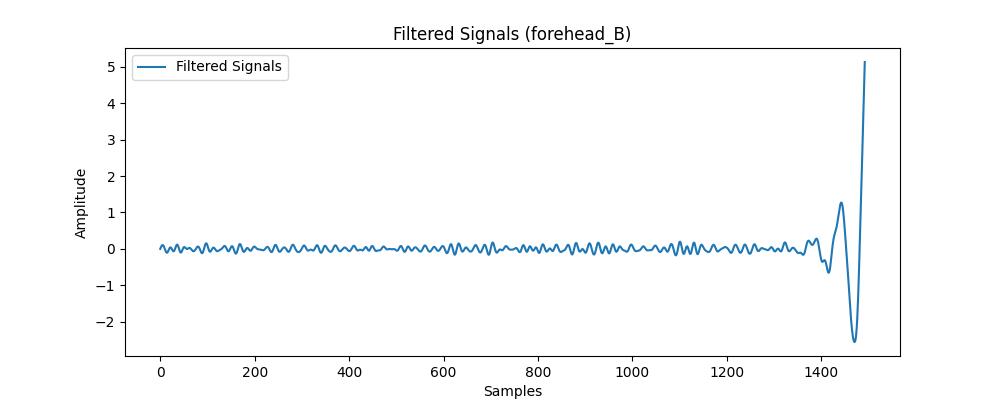 Filtered Signals (forehead_B)
Filtered Signals
5
4
3
2
1
0
−1
−2
Amplitude
0 200 400 600 800 1000 1200 1400
Samples